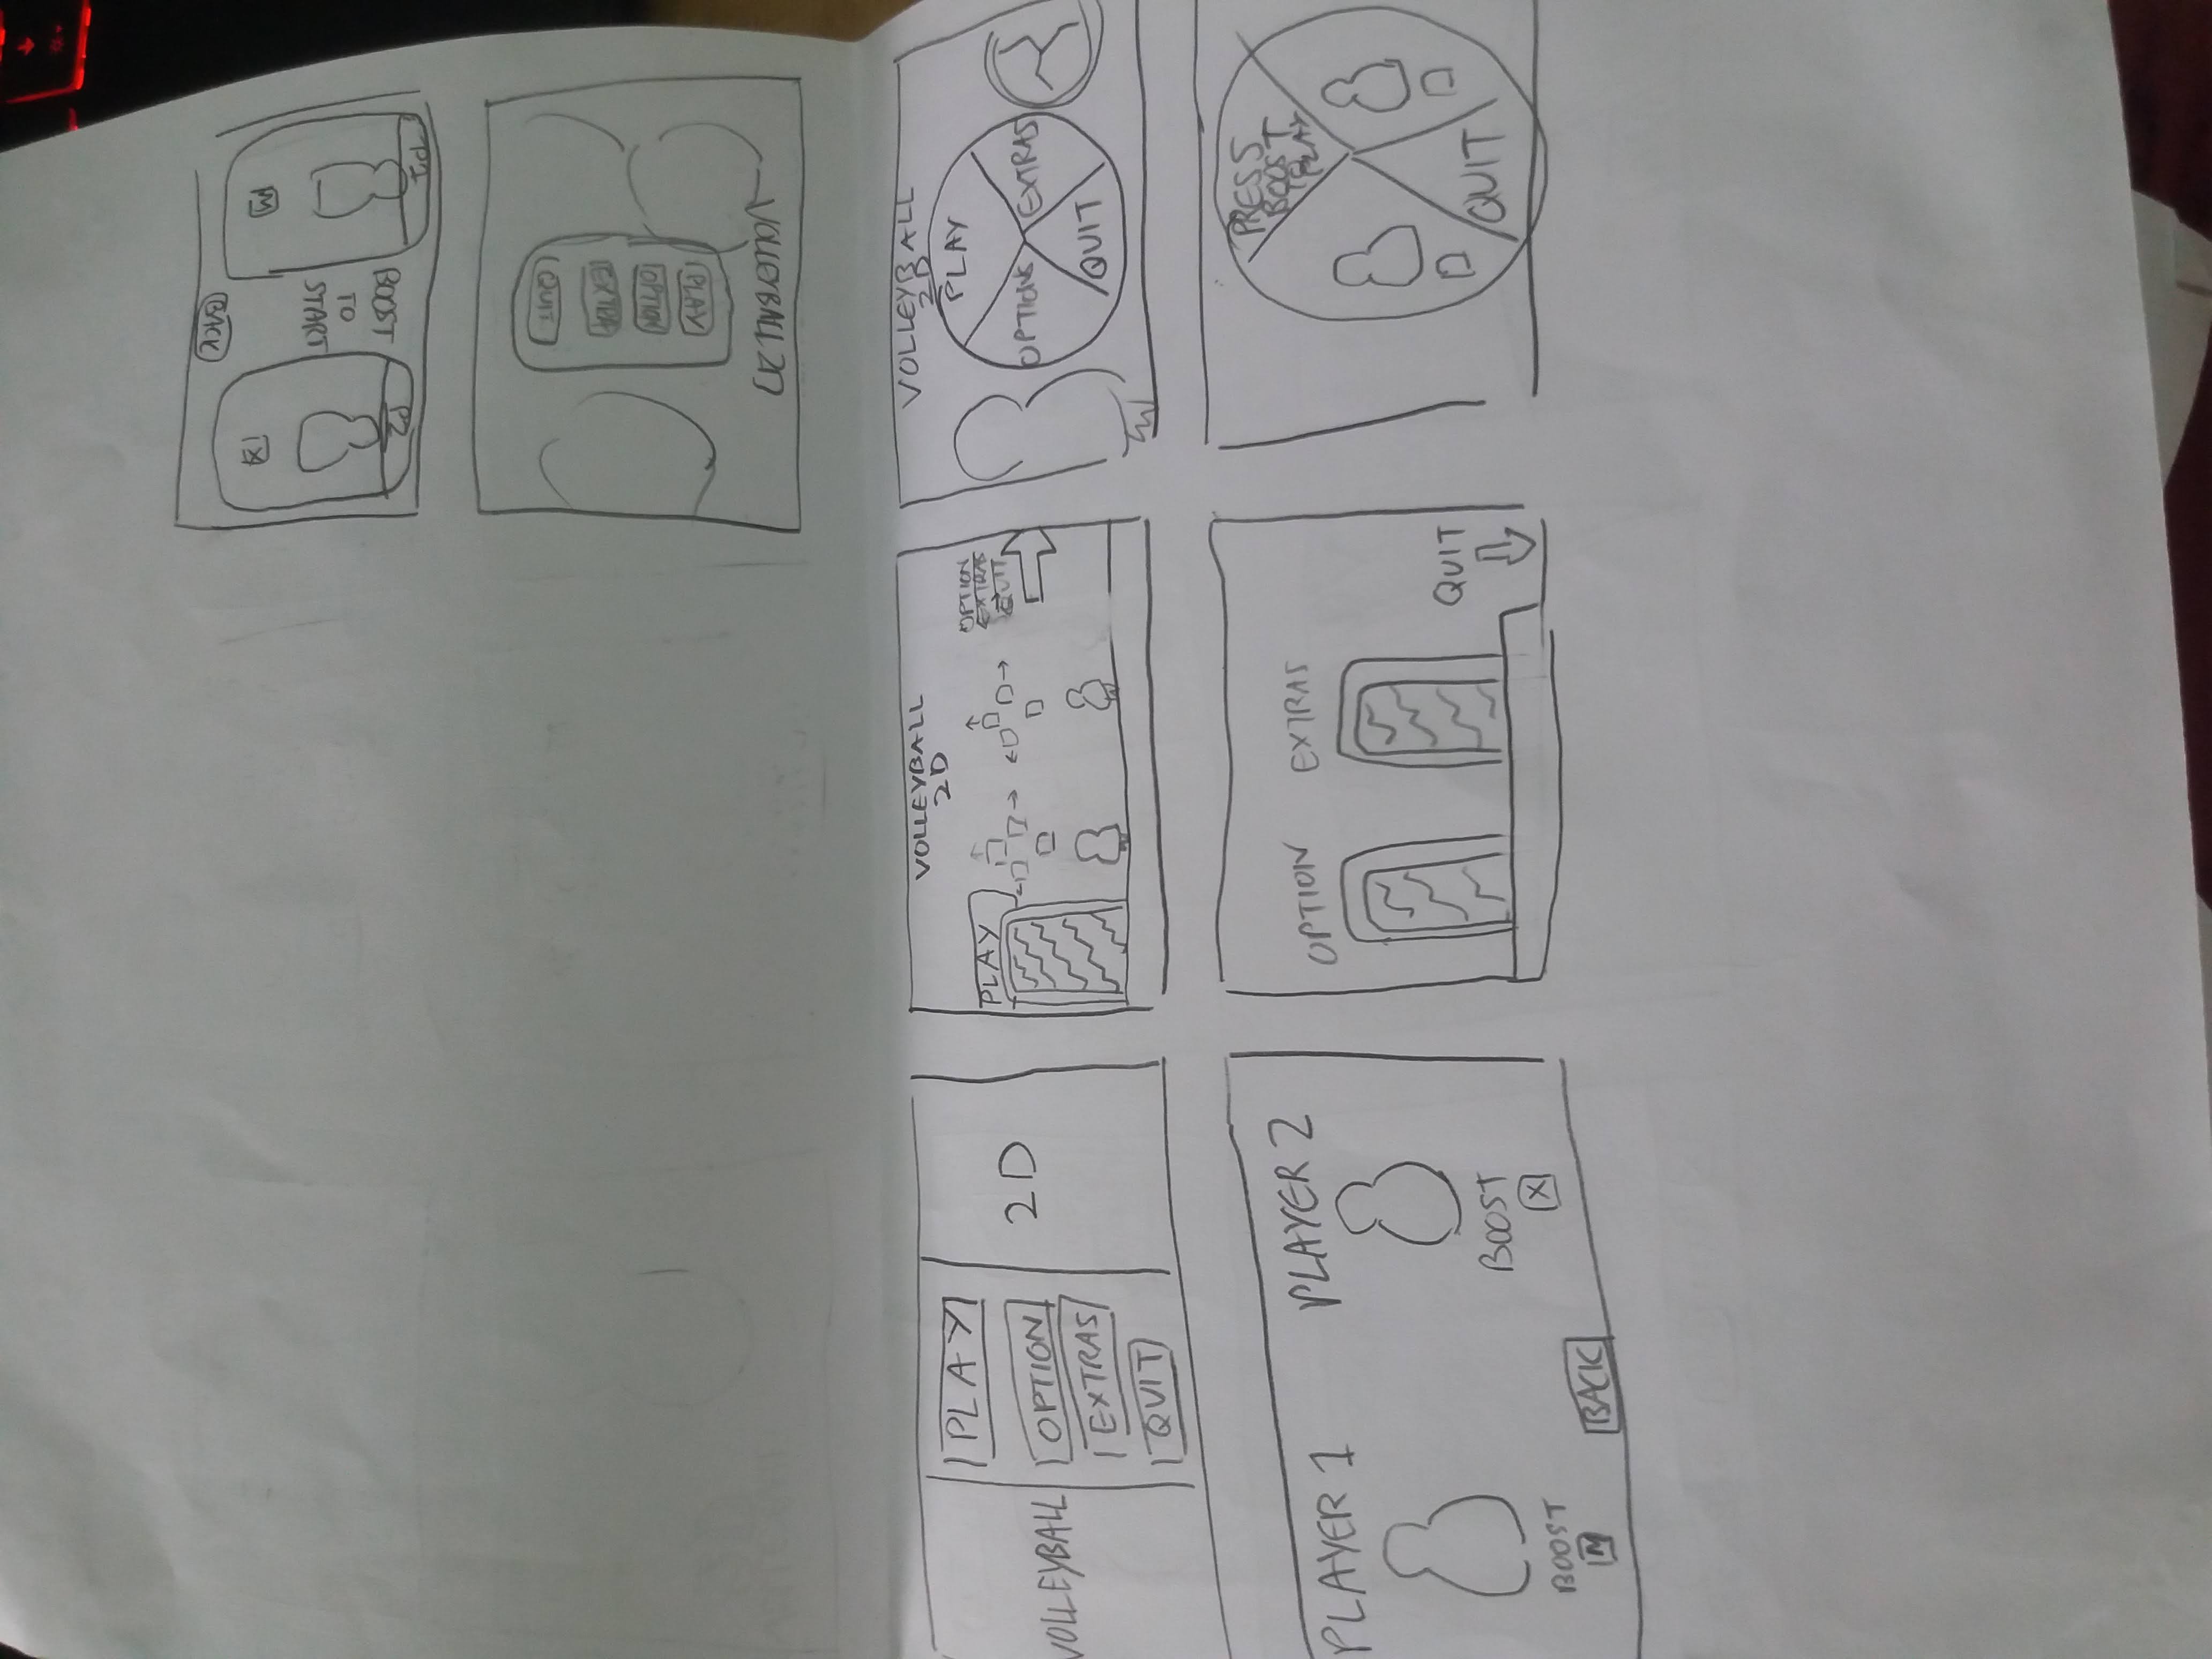 BACK
P1
M
BOOST
TO
START
P2
X
VOLLEYBALL 2D
PLAY
OPTION
EXTRA
QUIT
VOLLEYBALL
PLAY
OPTION
EXTRAS
QUIT
2D
VOLLEYBALL
2D
PLAY
OPTION
EXTRAS
QUIT
VOLLEYBALL
2D
PLAY
OPTIONS
EXTRAS
QUIT
PLAYER 1
BOOST
M
PLAYER 2
BOOST
X
BACK
OPTION
EXTRAS
QUIT
PRESS
BOOST
TO
PLAY
QUIT